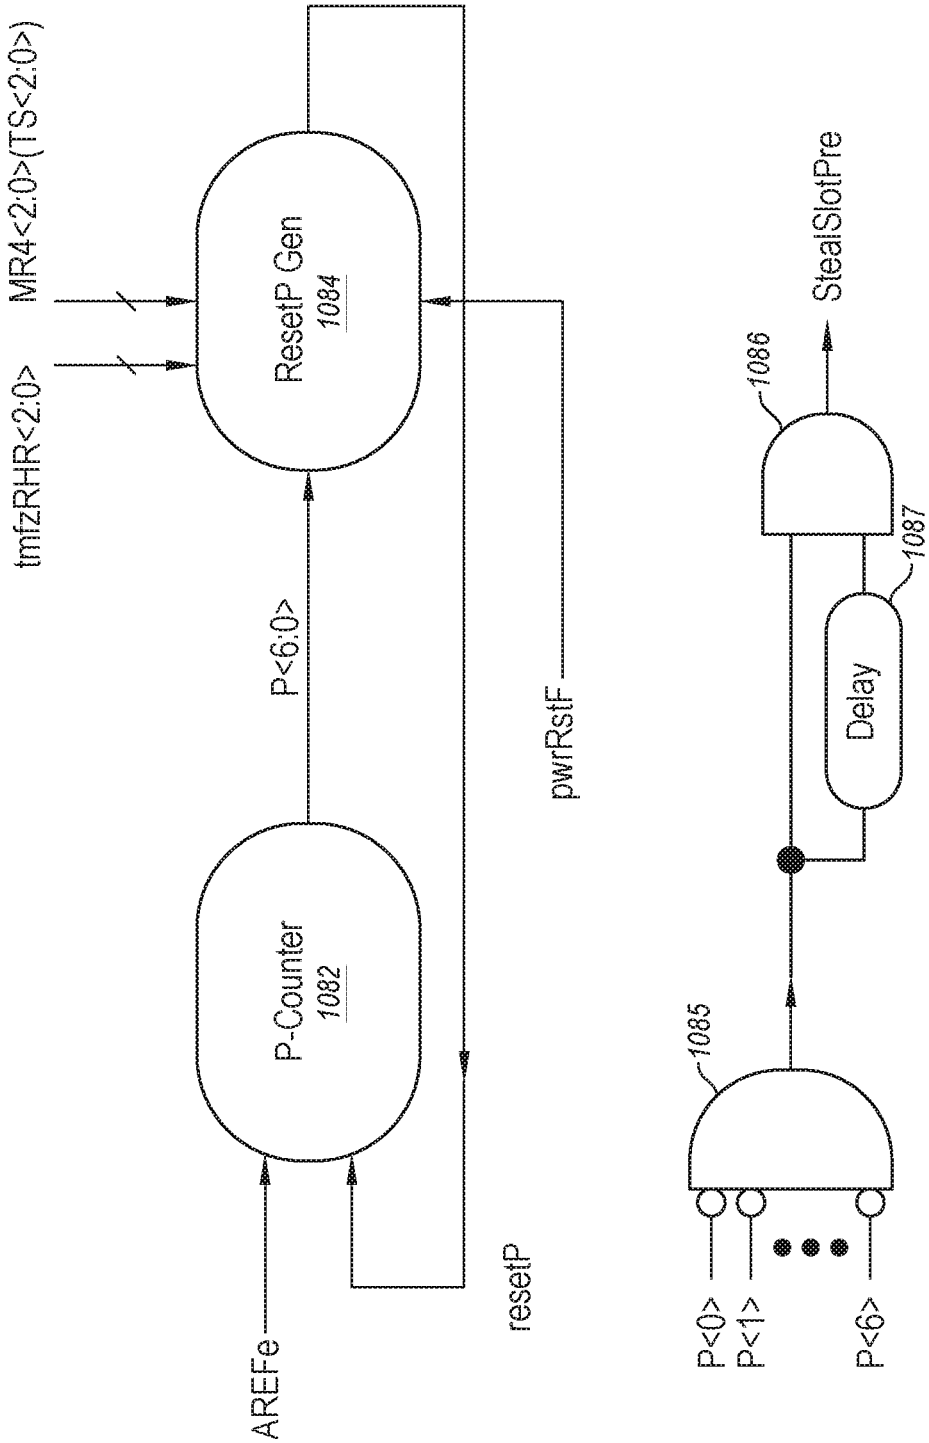 AREFe
resetP
P-Counter
1082
P<6:0>
pwrRstF
ResetP Gen
1084
tmfzRHR<2:0>
MR4<2:0>(TS<2:0>)
P<0>
P<1>
P<6>
1085
Delay
1087
1086
StealSlotPre